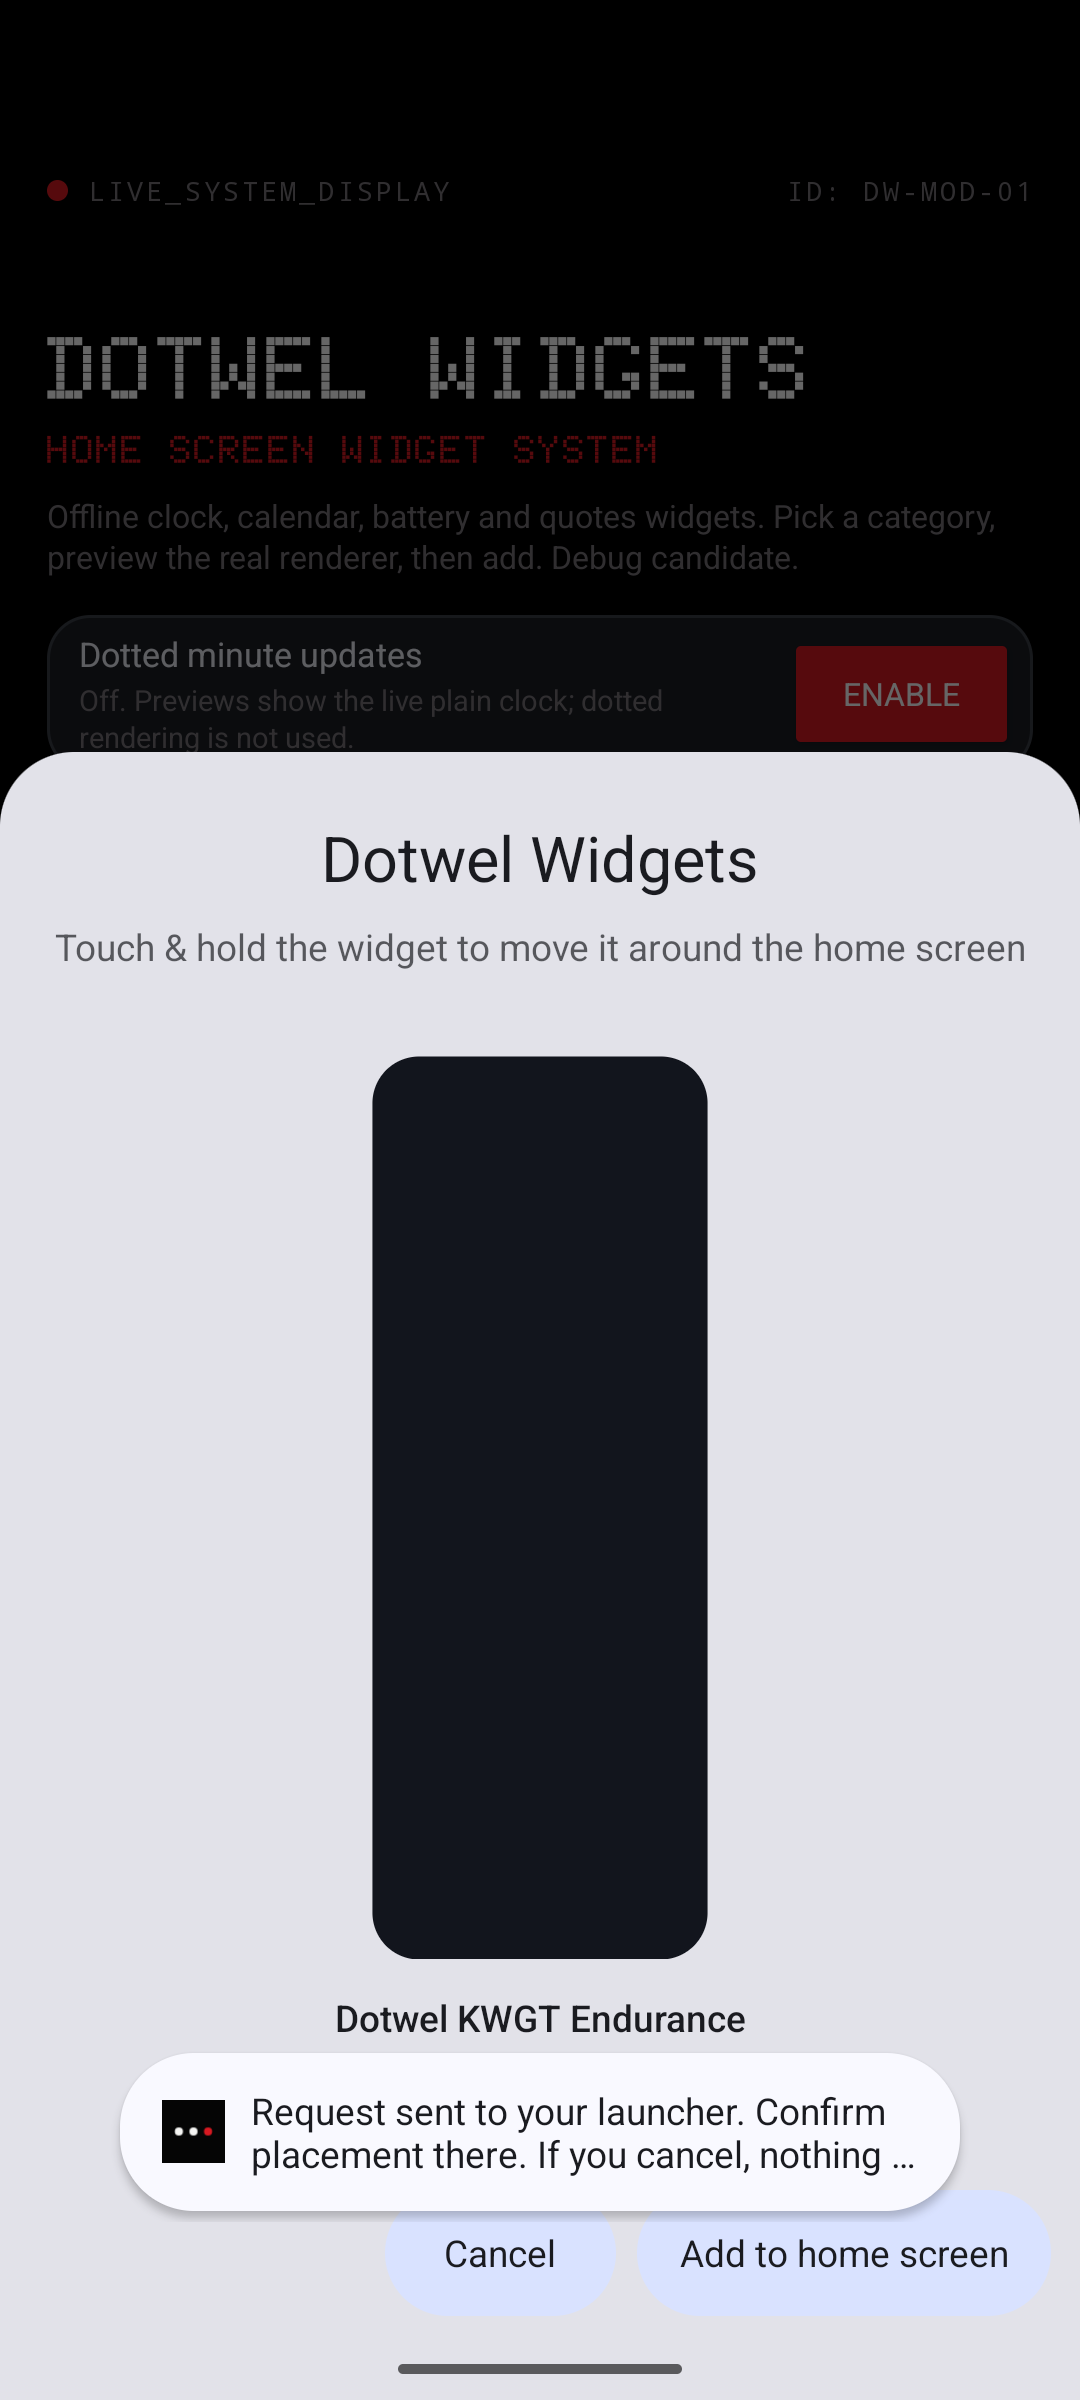 LIVE_SYSTEM_DISPLAY
ID: DW-MOD-01
DOTWEL WIDGETS
HOME SCREEN WIDGET SYSTEM
Offline clock, calendar, battery and quotes widgets. Pick a category,
preview the real renderer, then add. Debug candidate.
Dotted minute updates
Off. Previews show the live plain clock; dotted
rendering is not used.
ENABLE
Dotwel Widgets
Touch & hold the widget to move it around the home screen
Dotwel KWGT Endurance
Request sent to your launcher. Confirm
placement there. If you cancel, nothing ...
Cancel
Add to home screen